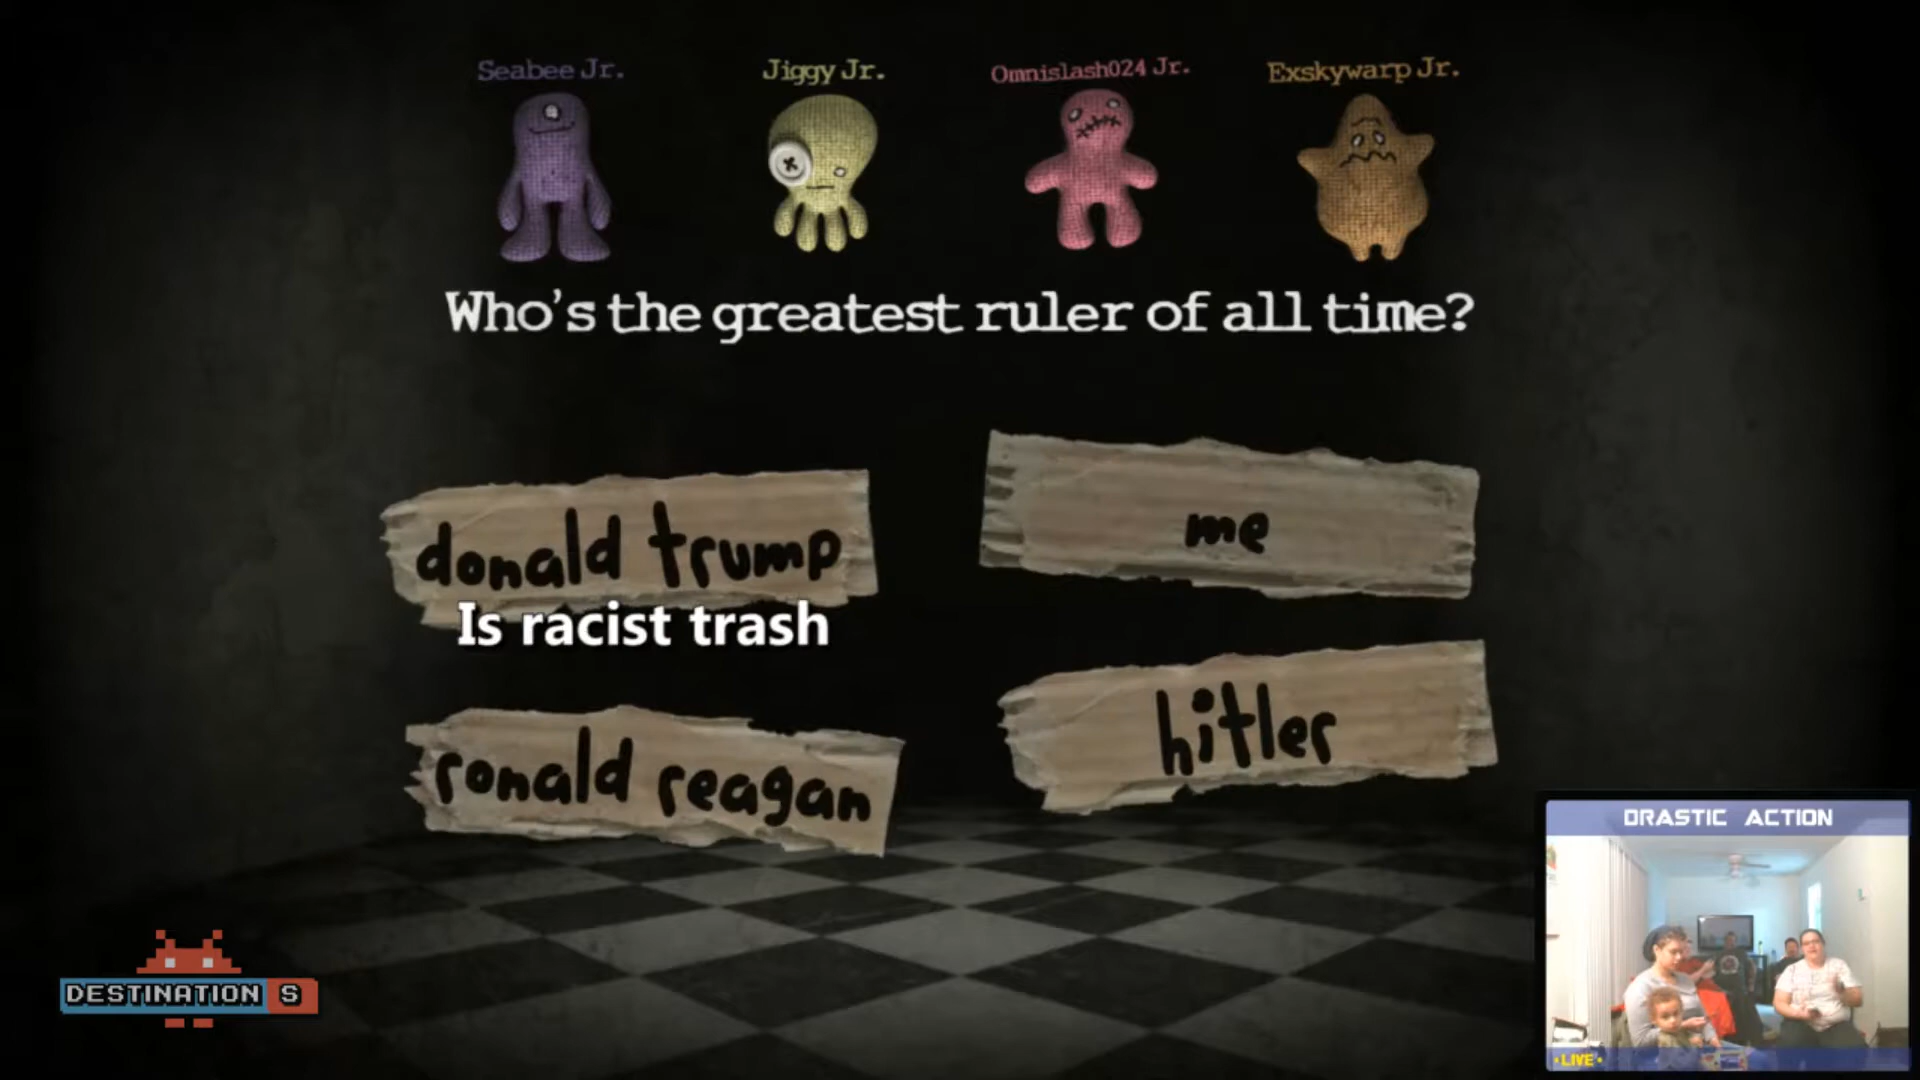 Seabee Jr.
Jiggy Jr.
Omnislash024 Jr.
Exskywarp Jr.
Who's the greatest ruler of all time?
donald trump
Is racist trash
me
ronald reagan
hitler
DRASTIC ACTION
DESTINATION S
•LIVE•